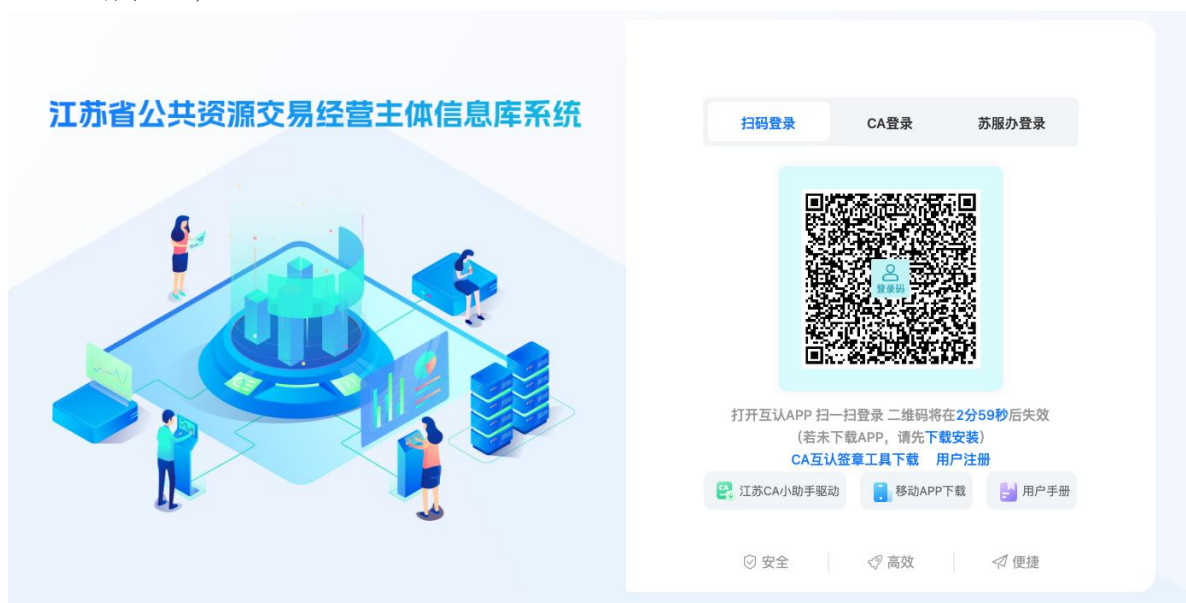 江苏省公共资源交易经营主体信息库系统
扫码登录 CA登录 苏服办登录
登录码
打开互认APP 扫一扫登录 二维码将在2分59秒后失效
(若未下载APP，请先下载安装)
CA互认签章工具下载 用户注册
江苏CA小助手驱动 移动APP下载 用户手册
安全 高效 便捷